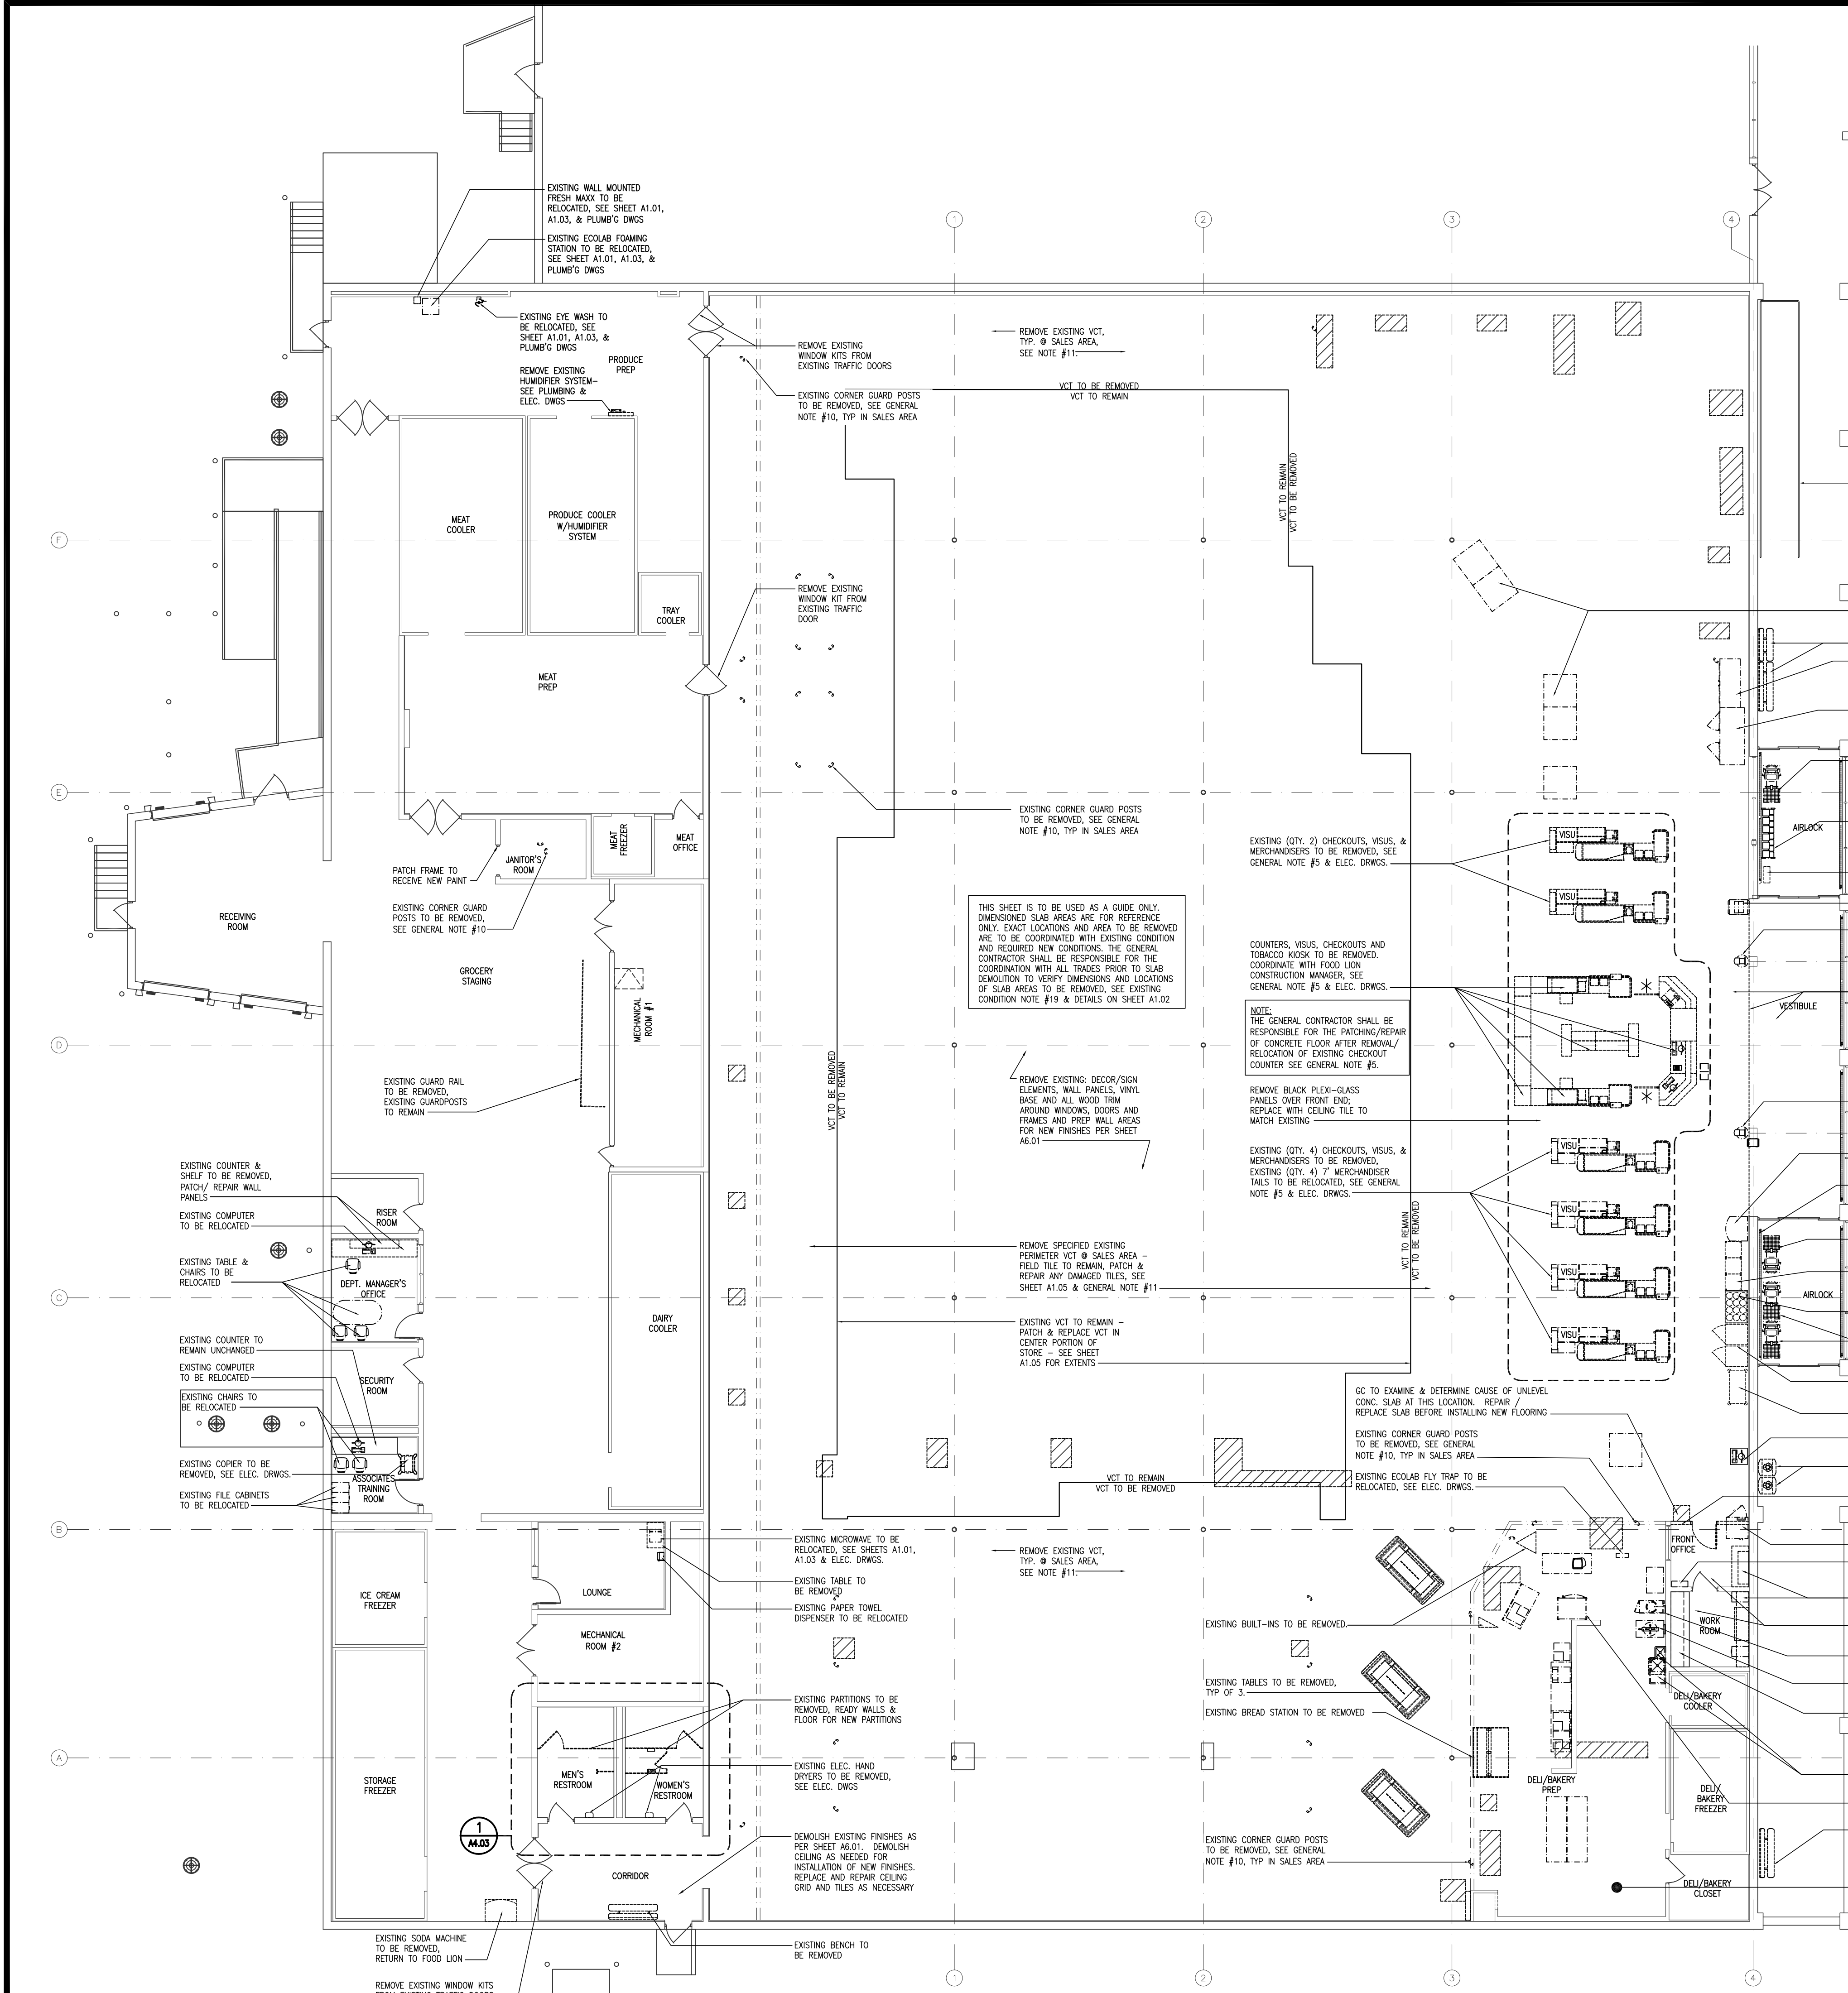 EXISTING WALL MOUNTED
FRESH MAXX TO BE
RELOCATED, SEE SHEET A1.01,
A1.03, & PLUMB'G DWGS
EXISTING ECOLAB FOAMING
STATION TO BE RELOCATED,
SEE SHEET A1.01, A1.03, &
PLUMB'G DWGS
1
2
3
4
EXISTING EYE WASH TO
BE RELOCATED, SEE
SHEET A1.01, A1.03, &
PLUMB'G DWGS
PRODUCE
PREP
REMOVE EXISTING
HUMIDIFIER SYSTEM-
SEE PLUMBING &
ELEC. DWGS
REMOVE EXISTING
WINDOW KITS FROM
EXISTING TRAFFIC DOORS
EXISTING CORNER GUARD POSTS
TO BE REMOVED, SEE GENERAL
NOTE #10, TYP IN SALES AREA
REMOVE EXISTING VCT,
TYP. @ SALES AREA,
SEE NOTE #11.
VCT TO BE REMOVED
VCT TO REMAIN
VCT TO REMAIN
VCT TO BE REMOVED
MEAT
COOLER
PRODUCE COOLER
W/HUMIDIFIER
SYSTEM
F
TRAY
COOLER
REMOVE EXISTING
WINDOW KIT FROM
EXISTING TRAFFIC
DOOR
MEAT
PREP
E
EXISTING CORNER GUARD POSTS
TO BE REMOVED, SEE GENERAL
NOTE #10, TYP IN SALES AREA
AIRLOCK
MEAT
FREEZER
MEAT
OFFICE
JANITOR'S
ROOM
PATCH FRAME TO
RECEIVE NEW PAINT
EXISTING CORNER GUARD
POSTS TO BE REMOVED,
SEE GENERAL NOTE #10
RECEIVING
ROOM
GROCERY
STAGING
MECHANICAL
ROOM #1
THIS SHEET IS TO BE USED AS A GUIDE ONLY.
DIMENSIONED SLAB AREAS ARE FOR REFERENCE
ONLY. EXACT LOCATIONS AND AREA TO BE REMOVED
ARE TO BE COORDINATED WITH EXISTING CONDITION
AND REQUIRED NEW CONDITIONS. THE GENERAL
CONTRACTOR SHALL BE RESPONSIBLE FOR THE
COORDINATION WITH ALL TRADES PRIOR TO SLAB
DEMOLITION TO VERIFY DIMENSIONS AND LOCATIONS
OF SLAB AREAS TO BE REMOVED, SEE EXISTING
CONDITION NOTE #19 & DETAILS ON SHEET A1.02
EXISTING (QTY. 2) CHECKOUTS, VISUS, &
MERCHANDISERS TO BE REMOVED, SEE
GENERAL NOTE #5 & ELEC. DRWGS.
VISU
VISU
COUNTERS, VISUS, CHECKOUTS AND
TOBACCO KIOSK TO BE REMOVED.
COORDINATE WITH FOOD LION
CONSTRUCTION MANAGER, SEE
GENERAL NOTE #5 & ELEC. DRWGS.
NOTE:
THE GENERAL CONTRACTOR SHALL BE
RESPONSIBLE FOR THE PATCHING/REPAIR
OF CONCRETE FLOOR AFTER REMOVAL/
RELOCATION OF EXISTING CHECKOUT
COUNTER SEE GENERAL NOTE #5.
VESTIBULE
D
VCT TO BE REMOVED
VCT TO REMAIN
EXISTING GUARD RAIL
TO BE REMOVED,
EXISTING GUARDPOSTS
TO REMAIN
REMOVE EXISTING: DECOR/SIGN
ELEMENTS, WALL PANELS, VINYL
BASE AND ALL WOOD TRIM
AROUND WINDOWS, DOORS AND
FRAMES AND PREP WALL AREAS
FOR NEW FINISHES PER SHEET
A6.01
REMOVE BLACK PLEXI-GLASS
PANELS OVER FRONT END;
REPLACE WITH CEILING TILE TO
MATCH EXISTING
EXISTING (QTY. 4) CHECKOUTS, VISUS, &
MERCHANDISERS TO BE REMOVED,
EXISTING (QTY. 4) 7' MERCHANDISER
TAILS TO BE RELOCATED, SEE GENERAL
NOTE #5 & ELEC. DRWGS.
VISU
VISU
VISU
VISU
VCT TO REMAIN
VCT TO BE REMOVED
EXISTING COUNTER &
SHELF TO BE REMOVED,
PATCH/ REPAIR WALL
PANELS
EXISTING COMPUTER
TO BE RELOCATED
EXISTING TABLE &
CHAIRS TO BE
RELOCATED
RISER
ROOM
DEPT. MANAGER'S
OFFICE
C
REMOVE SPECIFIED EXISTING
PERIMETER VCT @ SALES AREA -
FIELD TILE TO REMAIN, PATCH &
REPAIR ANY DAMAGED TILES, SEE
SHEET A1.05 & GENERAL NOTE #11
AIRLOCK
DAIRY
COOLER
EXISTING VCT TO REMAIN -
PATCH & REPLACE VCT IN
CENTER PORTION OF
STORE - SEE SHEET
A1.05 FOR EXTENTS
EXISTING COUNTER TO
REMAIN UNCHANGED
EXISTING COMPUTER
TO BE RELOCATED
EXISTING CHAIRS TO
BE RELOCATED
SECURITY
ROOM
EXISTING COPIER TO BE
REMOVED, SEE ELEC. DRWGS.
EXISTING FILE CABINETS
TO BE RELOCATED
ASSOCIATES
TRAINING
ROOM
GC TO EXAMINE & DETERMINE CAUSE OF UNLEVEL
CONC. SLAB AT THIS LOCATION. REPAIR /
REPLACE SLAB BEFORE INSTALLING NEW FLOORING
EXISTING CORNER GUARD POSTS
TO BE REMOVED, SEE GENERAL
NOTE #10, TYP IN SALES AREA
EXISTING ECOLAB FLY TRAP TO BE
RELOCATED, SEE ELEC. DRWGS.
VCT TO REMAIN
VCT TO BE REMOVED
B
EXISTING MICROWAVE TO BE
RELOCATED, SEE SHEETS A1.01,
A1.03 & ELEC. DRWGS.
EXISTING TABLE TO
BE REMOVED
EXISTING PAPER TOWEL
DISPENSER TO BE RELOCATED
REMOVE EXISTING VCT,
TYP. @ SALES AREA,
SEE NOTE #11.
FRONT
OFFICE
ICE CREAM
FREEZER
LOUNGE
MECHANICAL
ROOM #2
EXISTING BUILT-INS TO BE REMOVED.
WORK
ROOM
EXISTING TABLES TO BE REMOVED,
TYP OF 3.
EXISTING BREAD STATION TO BE REMOVED
DELI/BAKERY
COOLER
EXISTING PARTITIONS TO BE
REMOVED, READY WALLS &
FLOOR FOR NEW PARTITIONS
A
EXISTING ELEC. HAND
DRYERS TO BE REMOVED,
SEE ELEC. DWGS
STORAGE
FREEZER
MEN'S
RESTROOM
WOMEN'S
RESTROOM
DELI/BAKERY
PREP
DELI/
BAKERY
FREEZER
1
A4.03
DEMOLISH EXISTING FINISHES AS
PER SHEET A6.01. DEMOLISH
CEILING AS NEEDED FOR
INSTALLATION OF NEW FINISHES.
REPLACE AND REPAIR CEILING
GRID AND TILES AS NECESSARY
EXISTING CORNER GUARD POSTS
TO BE REMOVED, SEE GENERAL
NOTE #10, TYP IN SALES AREA
CORRIDOR
DELI/BAKERY
CLOSET
EXISTING SODA MACHINE
TO BE REMOVED,
RETURN TO FOOD LION
EXISTING BENCH TO
BE REMOVED
REMOVE EXISTING WINDOW KITS
1
2
3
4